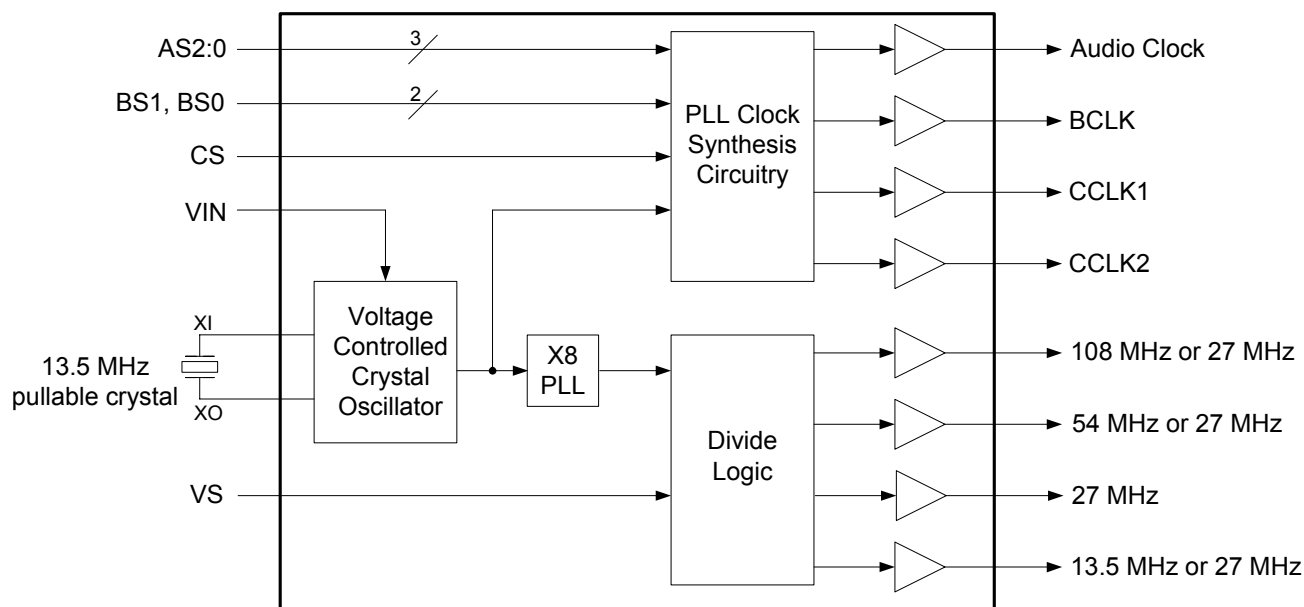 AS2:0
3
BS1, BS0
2
CS
VIN
PLL Clock
Synthesis
Circuitry
Audio Clock
BCLK
CCLK1
CCLK2
XI
13.5 MHz
pullable crystal
XO
Voltage
Controlled
Crystal
Oscillator
X8
PLL
VS
Divide
Logic
108 MHz or 27 MHz
54 MHz or 27 MHz
27 MHz
13.5 MHz or 27 MHz